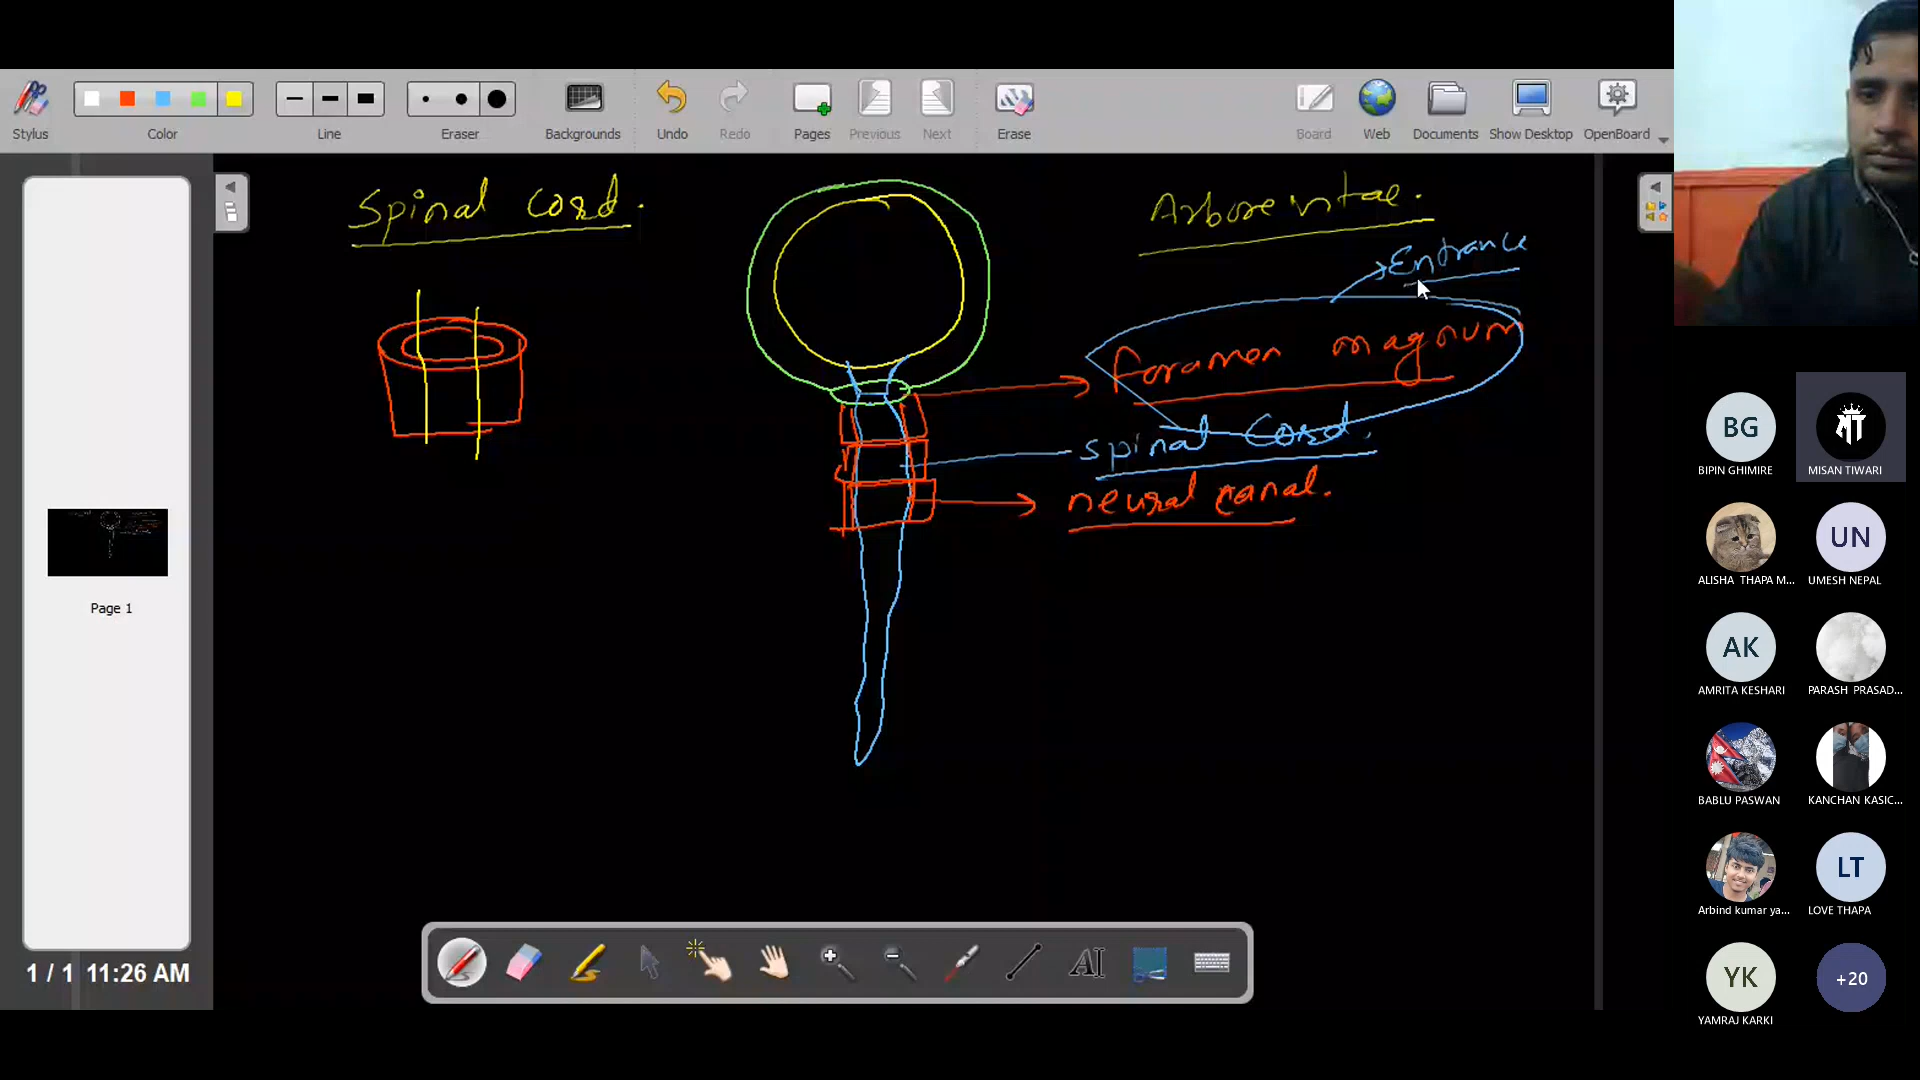 Stylus
Color
Line
Eraser
Backgrounds
Undo
Redo
Pages
Previous
Next
Erase
Board
Web
Documents
Show Desktop
OpenBoard
Spinal Cord.
Arbore vitae.
Entrance
foramen magnum
spinal Cord.
neural canal.
Page 1
1 / 1 11:26 AM
AI
BG
BIPIN GHIMIRE
MT
MISAN TIWARI
ALISHA THAPA M...
UN
UMESH NEPAL
AK
AMRITA KESHARI
PARASH PRASAD...
BABLU PASWAN
KANCHAN KASIC...
Arbind kumar ya...
LT
LOVE THAPA
YK
YAMRAJ KARKI
+20